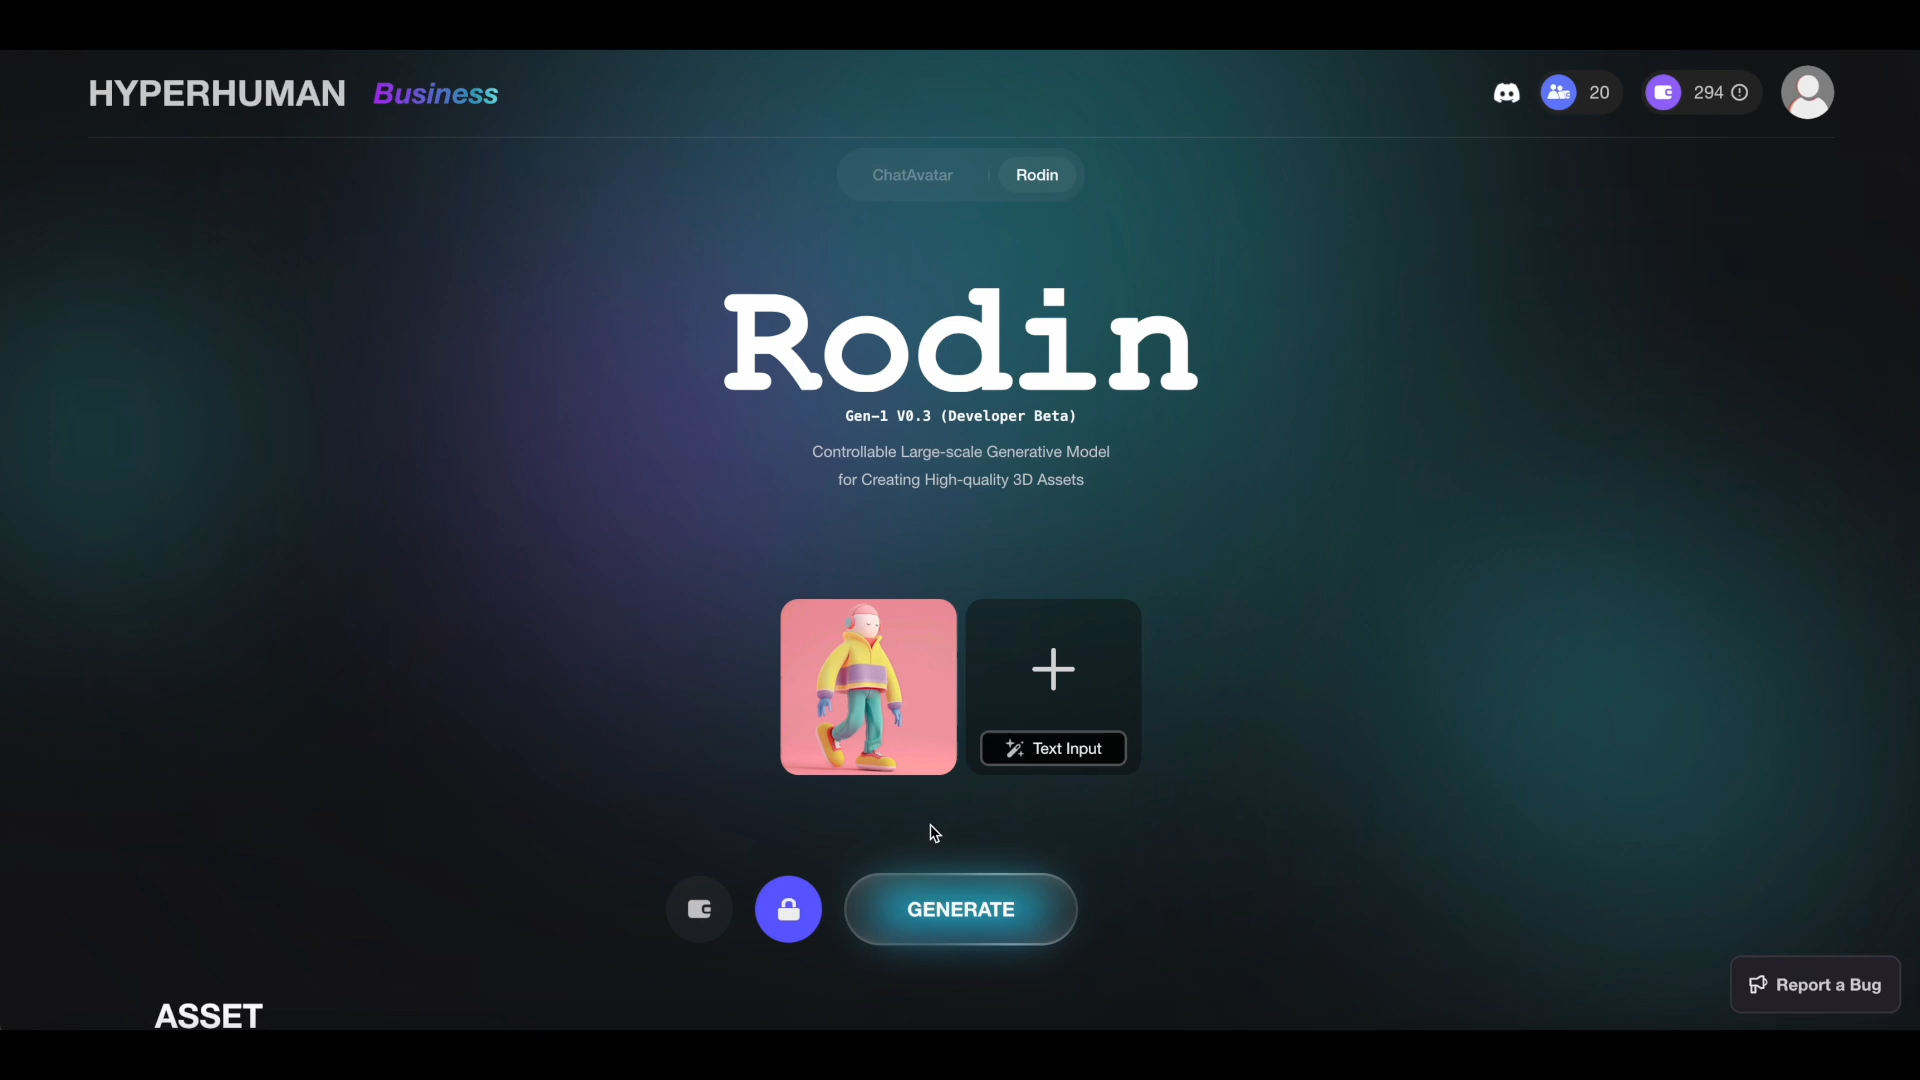 HYPERHUMAN Business
20
294
ChatAvatar
Rodin
Rodin
Gen-1 V0.3 (Developer Beta)
Controllable Large-scale Generative Model
for Creating High-quality 3D Assets
Text Input
GENERATE
Report a Bug
ASSET